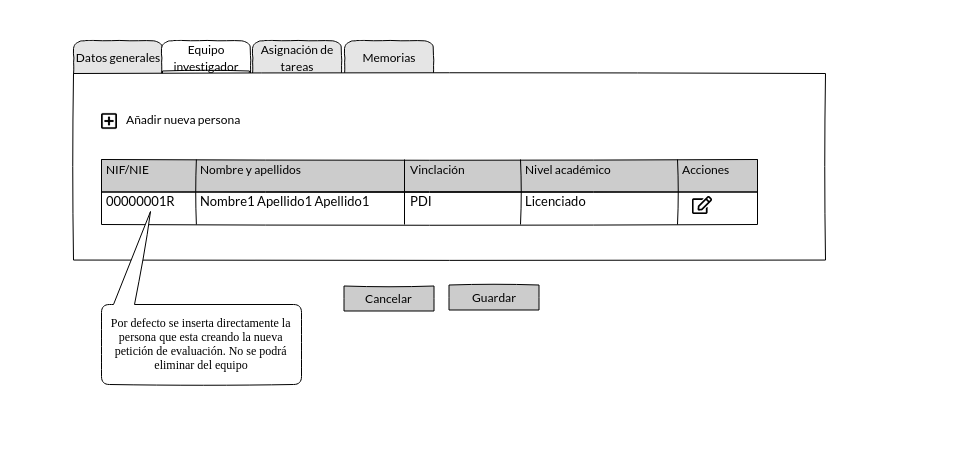 Datos generales
Equipo
investigador
Asignación de
tareas
Memorias
Añadir nueva persona
NIF/NIE Nombre y apellidos Vinclación Nivel académico Acciones
00000001R Nombre1 Apellido1 Apellido1 PDI Licenciado
Cancelar Guardar
Por defecto se inserta directamente la
persona que esta creando la nueva
petición de evaluación. No se podrá
eliminar del equipo